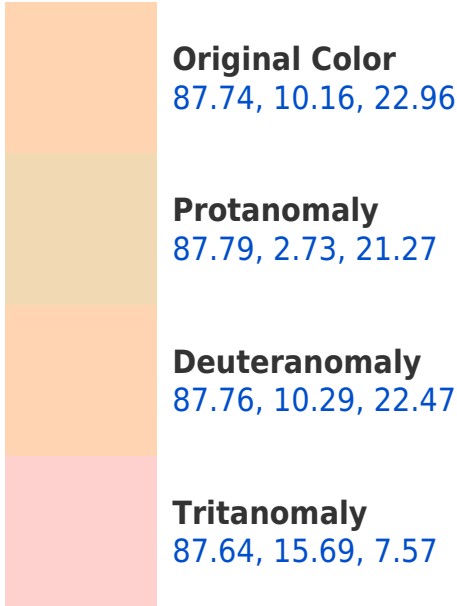 Original Color
87.74, 10.16, 22.96
Protanomaly
87.79, 2.73, 21.27
Deuteranomaly
87.76, 10.29, 22.47
Tritanomaly
87.64, 15.69, 7.57